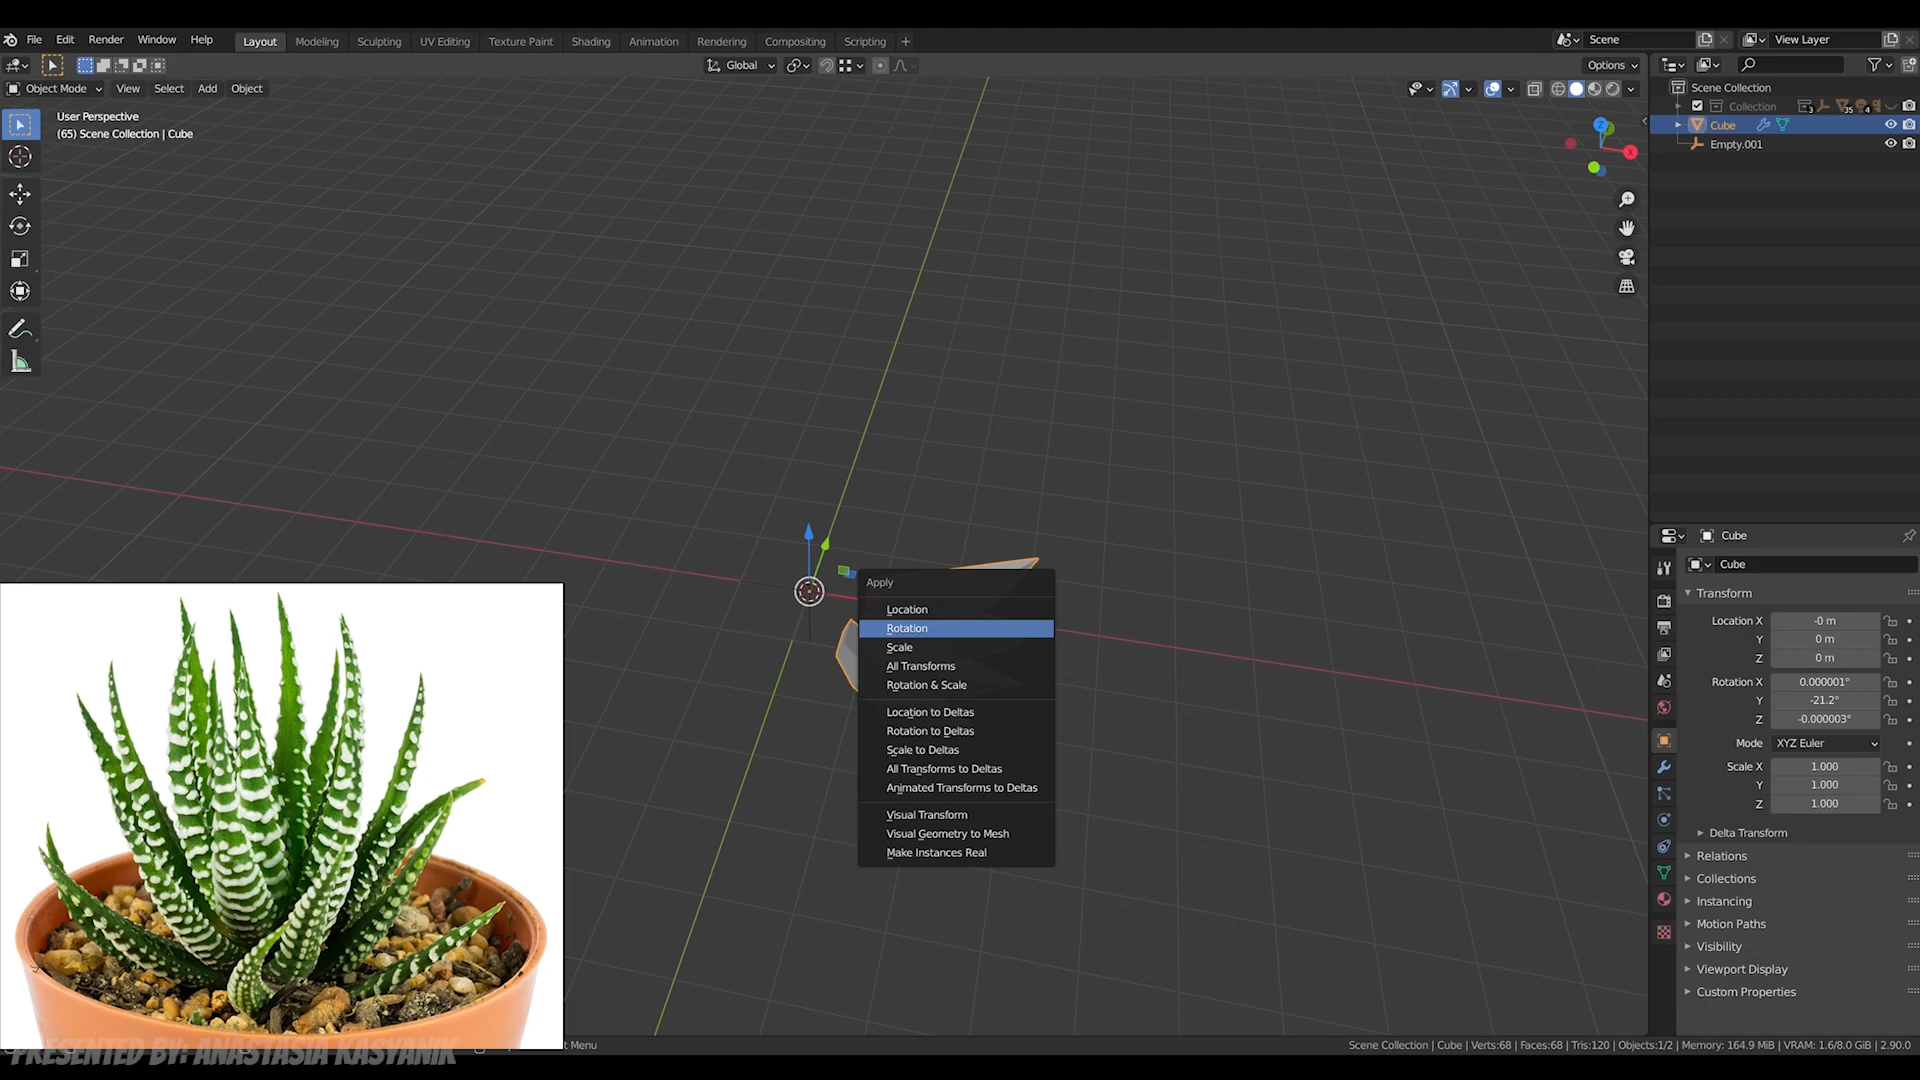 File Edit Render Window Help Layout Modeling Sculpting UV Editing Texture Paint Shading Animation Rendering Compositing Scripting + Scene View Layer
Global Options
Object Mode View Select Add Object
Scene Collection
User Perspective
(65) Scene Collection | Cube
Collection 3 35 4
Cube
Empty.001
Z
X
Cube
Cube
Transform
Location X -0 m
Y 0 m
Z 0 m
Rotation X 0.000001°
Y -21.2°
Z -0.000003°
Mode XYZ Euler
Scale X 1.000
Y 1.000
Z 1.000
Delta Transform
Relations
Collections
Instancing
Motion Paths
Visibility
Viewport Display
Custom Properties
Apply
Location
Rotation
Scale
All Transforms
Rotation & Scale
Location to Deltas
Rotation to Deltas
Scale to Deltas
All Transforms to Deltas
Animated Transforms to Deltas
Visual Transform
Visual Geometry to Mesh
Make Instances Real
PRESENTED BY: ANASTASIA KASYANIK
Menu
Scene Collection | Cube | Verts:68 | Faces:68 | Tris:120 | Objects:1/2 | Memory: 164.9 MiB | VRAM: 1.6/8.0 GiB | 2.90.0